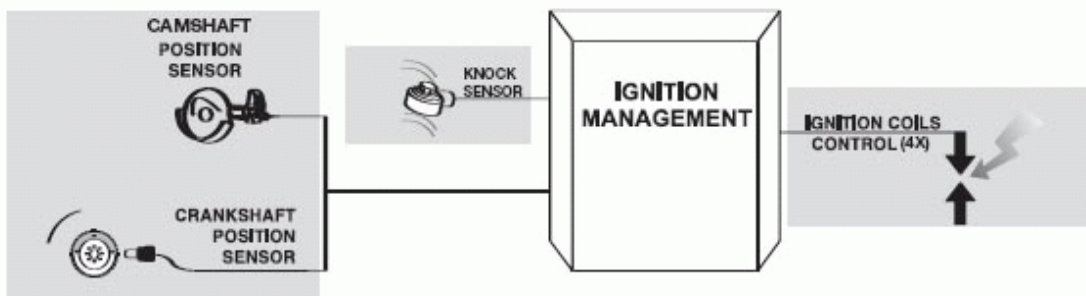 CAMSHAFT
POSITION
SENSOR
KNOCK
SENSOR
IGNITION
MANAGEMENT
IGNITION COILS
CONTROL (4X)
CRANKSHAFT
POSITION
SENSOR